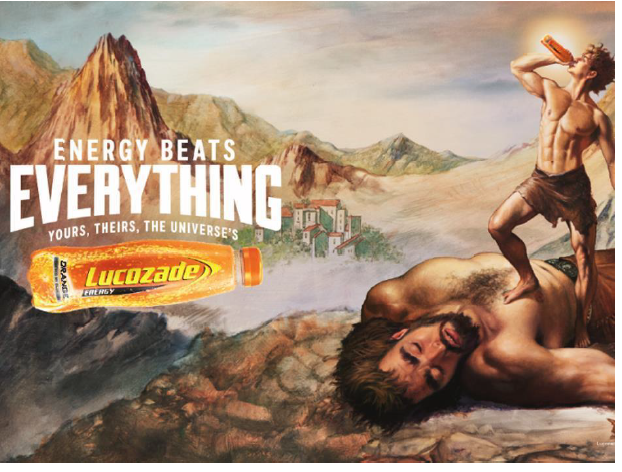 ENERGY BEATS
EVERYTHING
YOURS, THEIRS, THE UNIVERSE'S
ORANGE
Lucozade
ENERGY